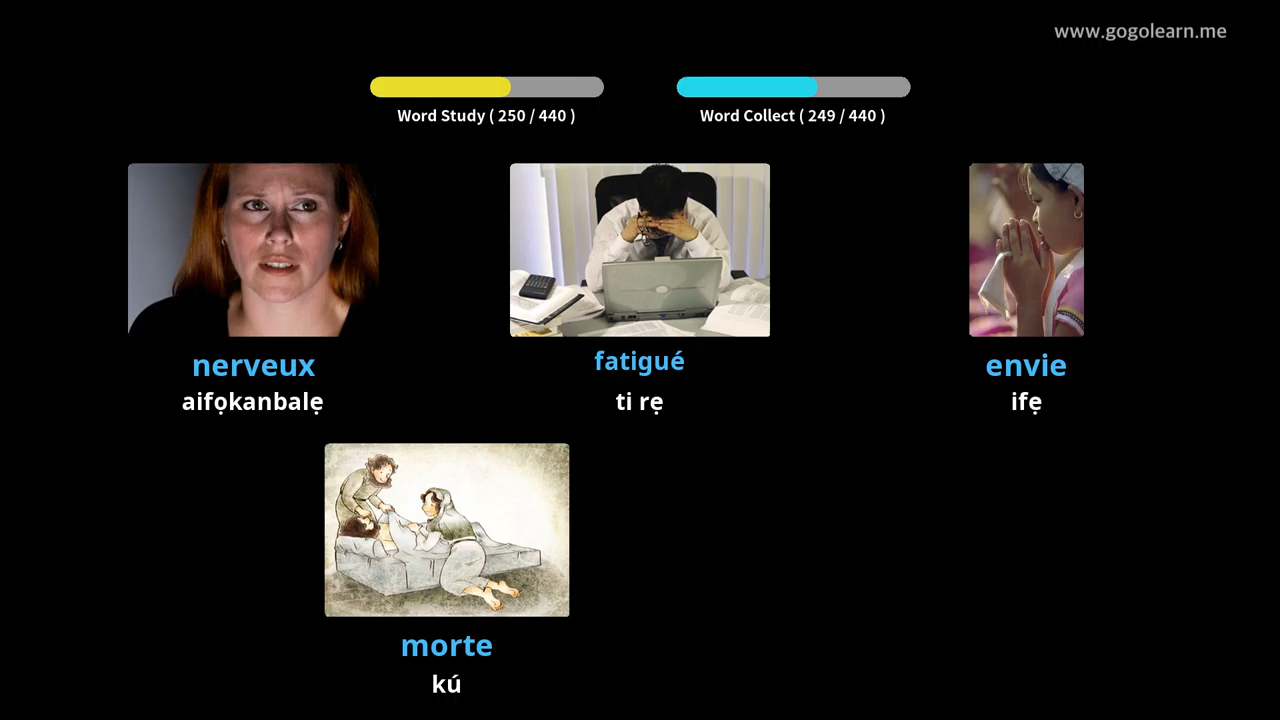 www.gogolearn.me
Word Study ( 250 / 440 )
Word Collect ( 249 / 440 )
nerveux
fatigué
envie
aifọkanbalẹ
ti rẹ
ifẹ
morte
kú